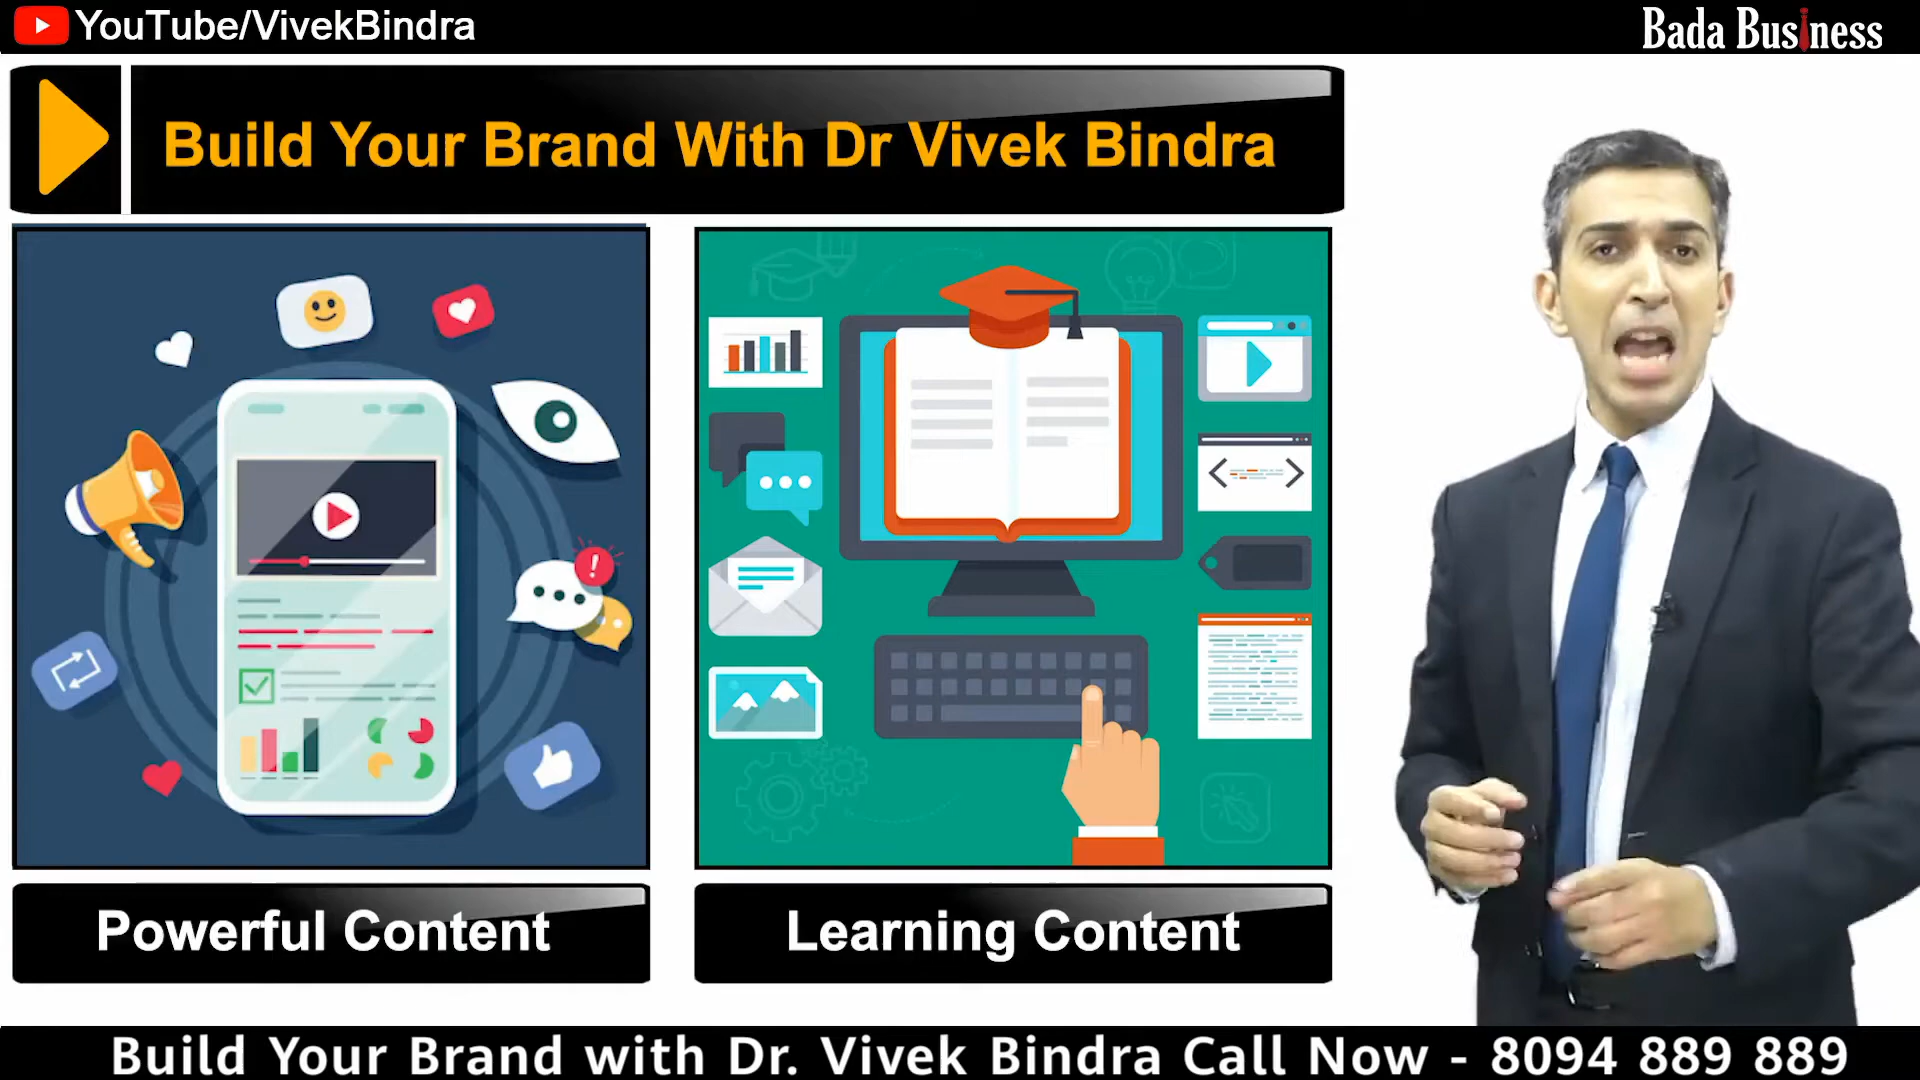 YouTube/VivekBindra
Bada Business
Build Your Brand With Dr Vivek Bindra
Powerful Content
Learning Content
Build Your Brand with Dr. Vivek Bindra Call Now - 8094 889 889